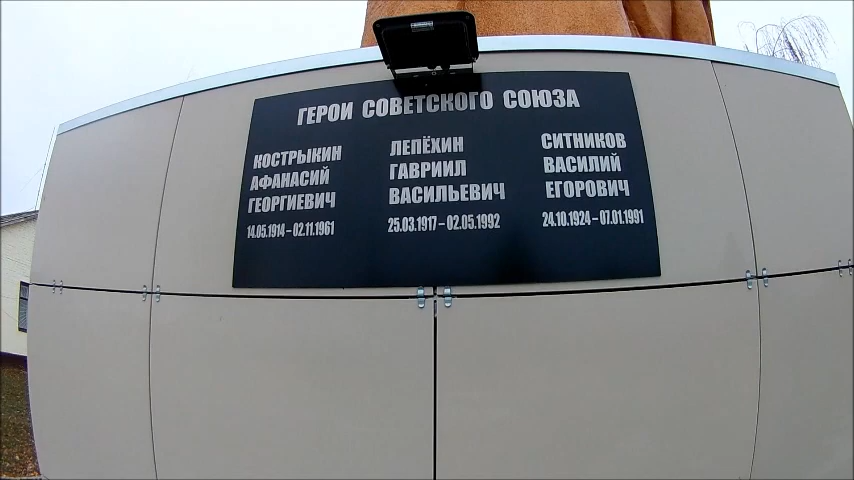 ГЕРОИ СОВЕТСКОГО СОЮЗА
КОСТРЫКИН
АФАНАСИЙ
ГЕОРГИЕВИЧ
14.05.1914 – 02.11.1961
ЛЕПЁХИН
ГАВРИИЛ
ВАСИЛЬЕВИЧ
25.03.1917 – 02.05.1992
СИТНИКОВ
ВАСИЛИЙ
ЕГОРОВИЧ
24.10.1924 – 07.01.1991